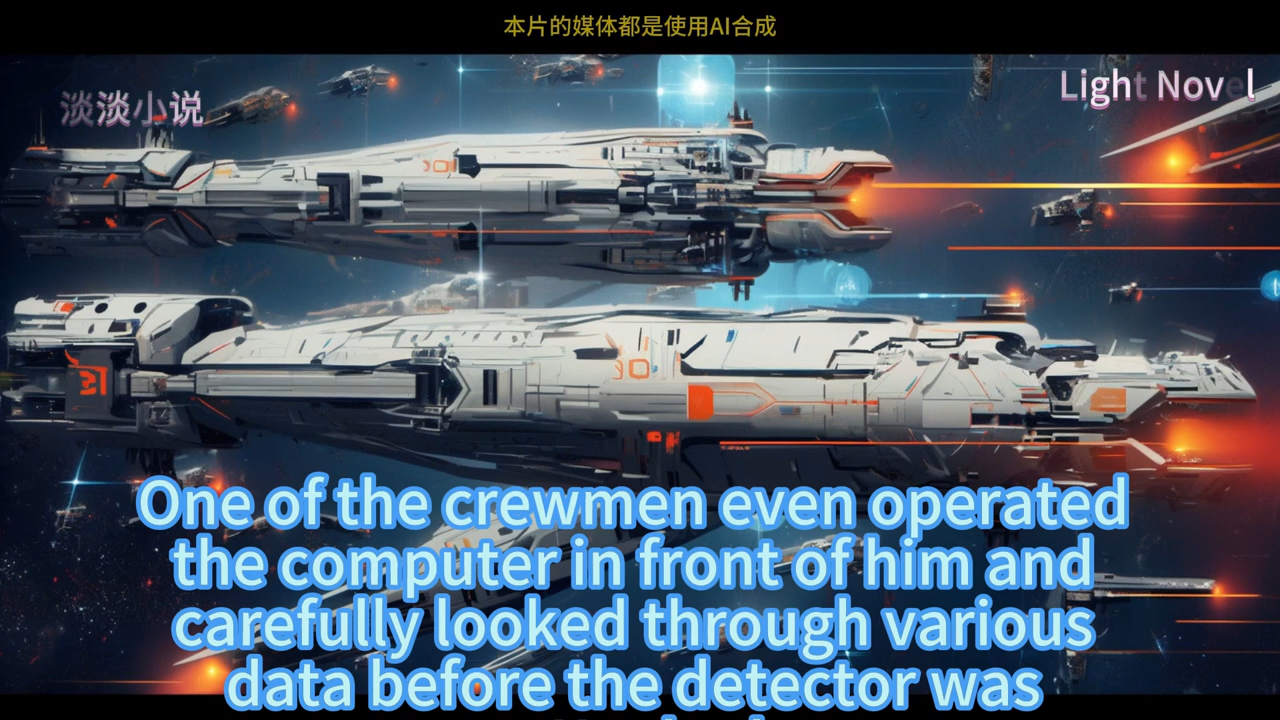 本片的媒体都是使用AI合成
淡淡小说
Light Novel
One of the crewmen even operated
the computer in front of him and
carefully looked through various
data before the detector was